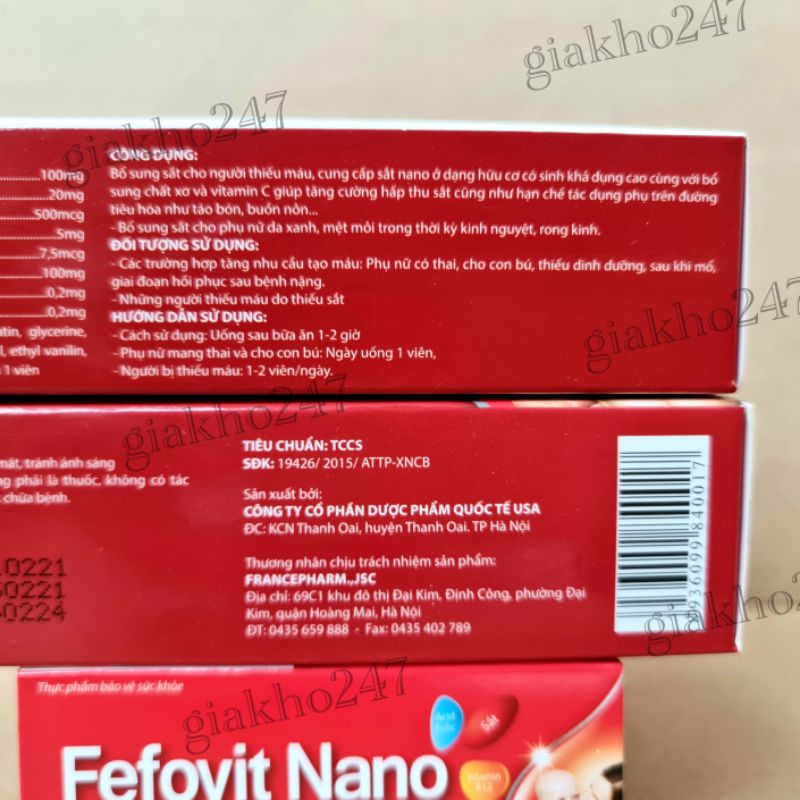 giakho247
giakho247
CÔNG DỤNG:
100mg
Bổ sung sắt cho người thiếu máu, cung cấp sắt nano ở dạng hữu cơ có sinh khả dụng cao cùng với bổ
20mg
sung chất xơ và vitamin C giúp tăng cường hấp thu sắt cũng như hạn chế tác dụng phụ trên đường
500mcg
tiêu hóa như táo bón, buồn nôn...
5mg
- Bổ sung sắt cho phụ nữ da xanh, mệt mỏi trong thời kỳ kinh nguyệt, rong kinh.
7,5mcg
ĐỐI TƯỢNG SỬ DỤNG:
100mg
- Các trường hợp tăng nhu cầu tạo máu: Phụ nữ có thai, cho con bú, thiếu dinh dưỡng, sau khi mổ,
0,2mg
giai đoạn hồi phục sau bệnh nặng.
0,2mg
- Những người thiếu máu do thiếu sắt
HƯỚNG DẪN SỬ DỤNG:
glycerine,
- Cách sử dụng: Uống sau bữa ăn 1-2 giờ
ethyl vanilin,
- Phụ nữ mang thai và cho con bú: Ngày uống 1 viên,
1 viên
- Người bị thiếu máu: 1-2 viên/ngày.
giakho247
giakho247
tránh ánh sáng
phải là thuốc, không có tác
chữa bệnh.
TIÊU CHUẨN: TCCS
SĐK: 19426/ 2015/ ATTP-XNCB
Sản xuất bởi:
CÔNG TY CỔ PHẦN DƯỢC PHẨM QUỐC TẾ USA
ĐC: KCN Thanh Oai, huyện Thanh Oai. TP Hà Nội
Thương nhân chịu trách nhiệm sản phẩm:
FRANCEPHARM.,JSC
Địa chỉ: 69C1 khu đô thị Đại Kim, Định Công, phường Đại
Kim, quận Hoàng Mai, Hà Nội
ĐT: 0435 659 888 - Fax: 0435 402 789
8936099840017
giakho247
giakho247
Thực phẩm bảo vệ sức khỏe
Fefovit Nano
Acid
Folic
Sắt
Vitamin
B12